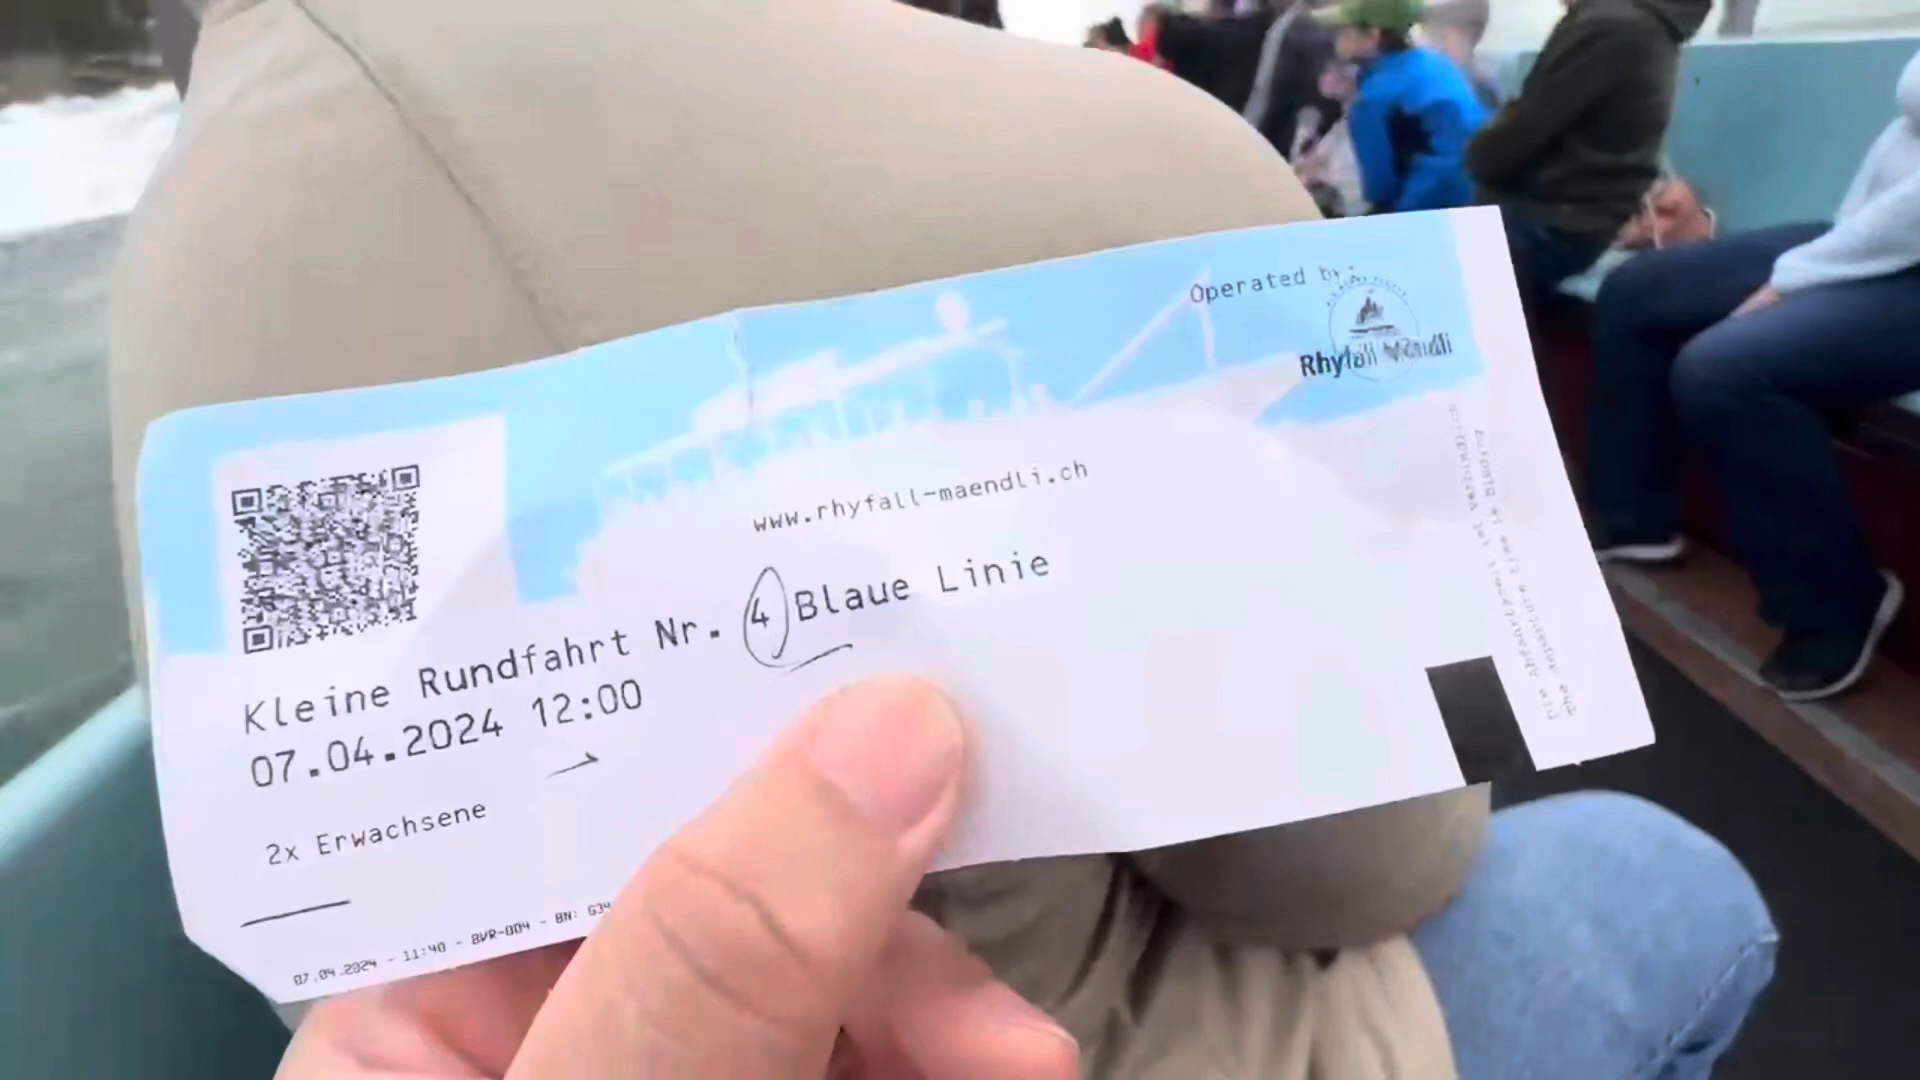 Operated by:
Rhyfall Mändli
www.rhyfall-maendli.ch
Kleine Rundfahrt Nr. 4 Blaue Linie
07.04.2024 12:00
2x Erwachsene
07.04.2024 - 11:40 - BVR-004 - BN: G34